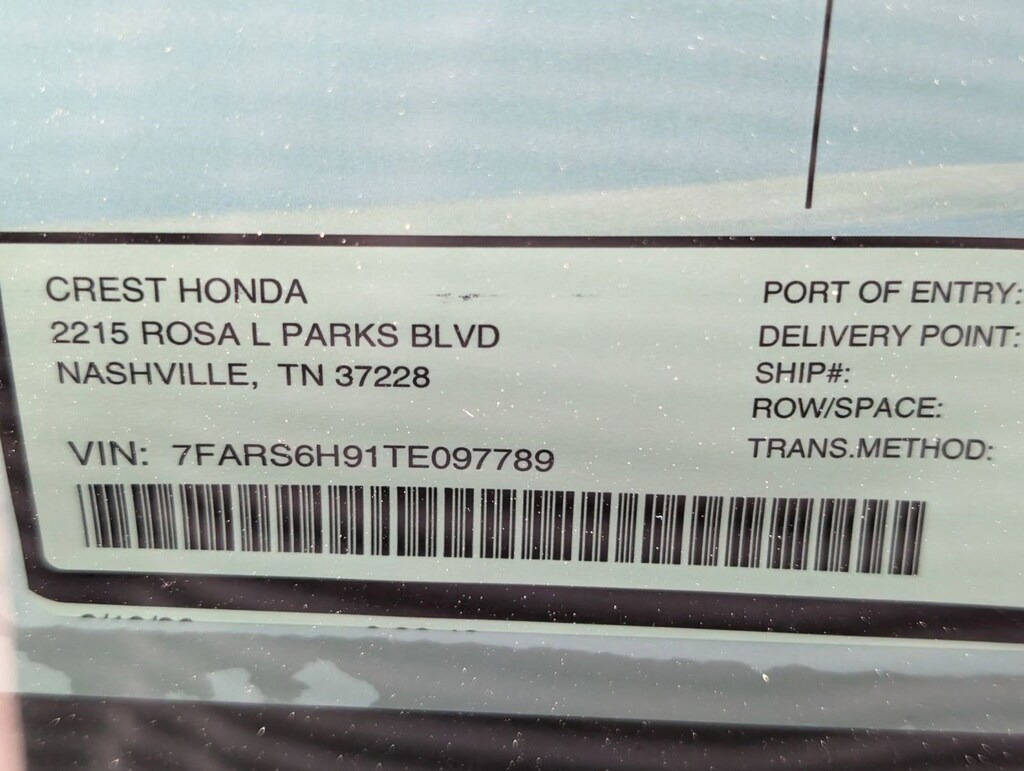 CREST HONDA
2215 ROSA L PARKS BLVD
NASHVILLE, TN 37228
VIN: 7FARS6H91TE097789
PORT OF ENTRY:
DELIVERY POINT:
SHIP#:
ROW/SPACE:
TRANS.METHOD: